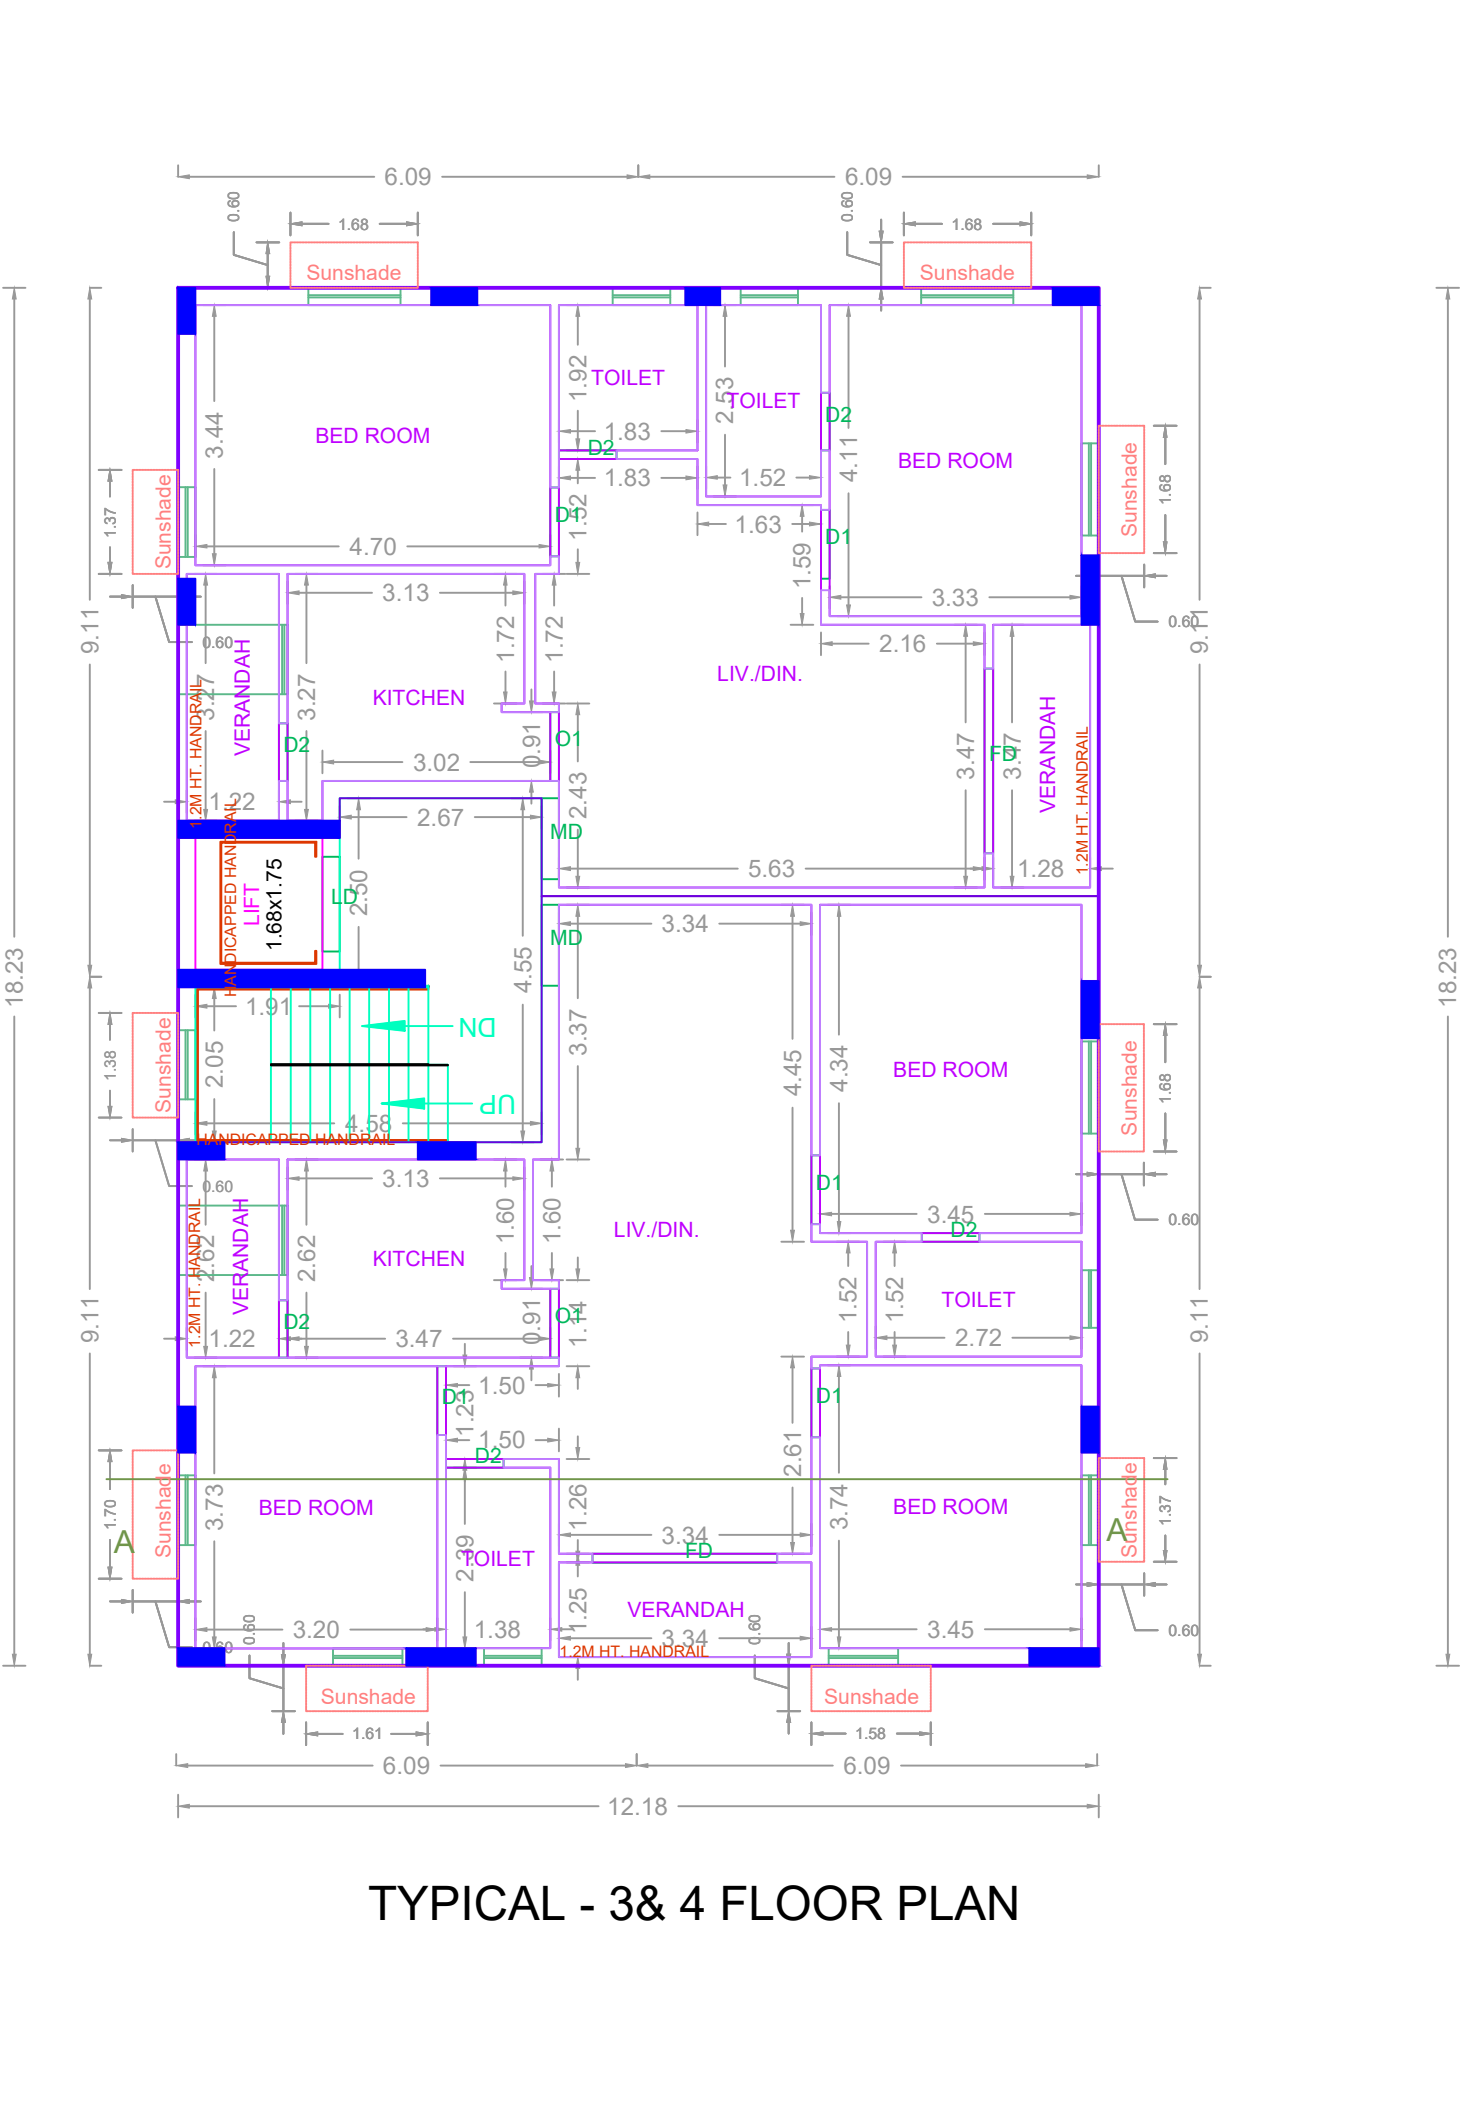 6.09
6.09
0.60
1.68
0.60
1.68
Sunshade
Sunshade
1.92
TOILET
2.53
TOILET
D2
3.44
BED ROOM
1.83
D2
4.11
BED ROOM
1.83
1.52
Sunshade
1.68
1.37
Sunshade
1.52
D1
1.63
D1
4.70
1.59
3.13
3.33
9.11
0.60
1.72
1.72
2.16
0.60
9.11
VERANDAH
3.27
3.27
1.2M HT. HANDRAIL
KITCHEN
LIV./DIN.
VERANDAH
D2
0.91
O1
3.47
FD
3.47
1.2M HT. HANDRAIL
3.02
2.43
1.22
2.67
MD
5.63
1.28
HANDICAPPED HANDRAIL
LIFT
1.68x1.75
LD
2.50
3.34
MD
18.23
4.55
18.23
1.91
DN
3.37
2.05
1.38
Sunshade
4.45
4.34
BED ROOM
Sunshade
1.68
UP
4.58
HANDICAPPED HANDRAIL
0.60
3.13
D1
1.60
1.60
3.45
0.60
VERANDAH
2.62
2.62
1.2M HT. HANDRAIL
KITCHEN
LIV./DIN.
D2
1.52
1.52
TOILET
9.11
9.11
D2
0.91
O1
1.14
1.22
3.47
2.72
1.50
D1
1.23
D1
1.50
D2
2.61
3.73
BED ROOM
1.26
3.74
BED ROOM
Sunshade
1.70
A
Sunshade
1.37
A
3.34
FD
2.39
TOILET
1.25
VERANDAH
3.20
1.38
3.34
3.45
0.60
0.60
0.60
0.60
1.2M HT. HANDRAIL
Sunshade
Sunshade
1.61
1.58
6.09
6.09
12.18
TYPICAL - 3& 4 FLOOR PLAN